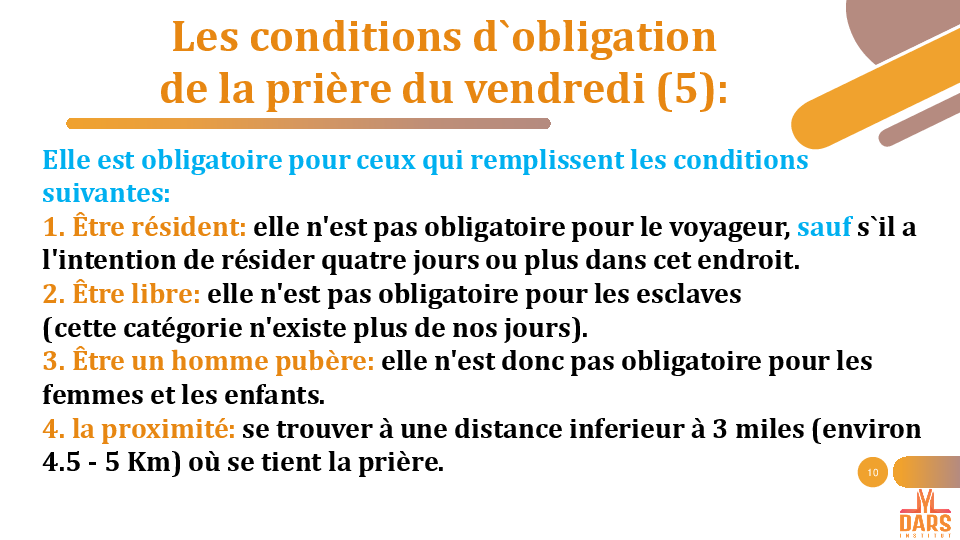 Les conditions d`obligation
de la prière du vendredi (5):
Elle est obligatoire pour ceux qui remplissent les conditions
suivantes:
1. Être résident: elle n'est pas obligatoire pour le voyageur, sauf s`il a
l'intention de résider quatre jours ou plus dans cet endroit.
2. Être libre: elle n'est pas obligatoire pour les esclaves
(cette catégorie n'existe plus de nos jours).
3. Être un homme pubère: elle n'est donc pas obligatoire pour les
femmes et les enfants.
4. la proximité: se trouver à une distance inferieur à 3 miles (environ
4.5 - 5 Km) où se tient la prière.
10
DARS
INSTITUT